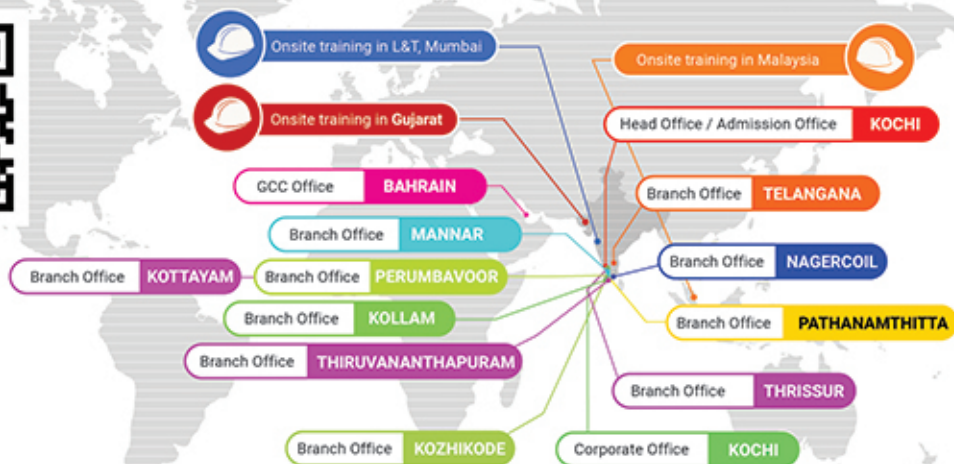 Onsite training in L&T, Mumbai
Onsite training in Malaysia
Onsite training in Gujarat
Head Office / Admission Office KOCHI
GCC Office BAHRAIN
Branch Office TELANGANA
Branch Office MANNAR
Branch Office NAGERCOIL
Branch Office KOTTAYAM
Branch Office PERUMBAVOOR
Branch Office KOLLAM
Branch Office PATHANAMTHITTA
Branch Office THIRUVANANTHAPURAM
Branch Office THRISSUR
Branch Office KOZHIKODE
Corporate Office KOCHI